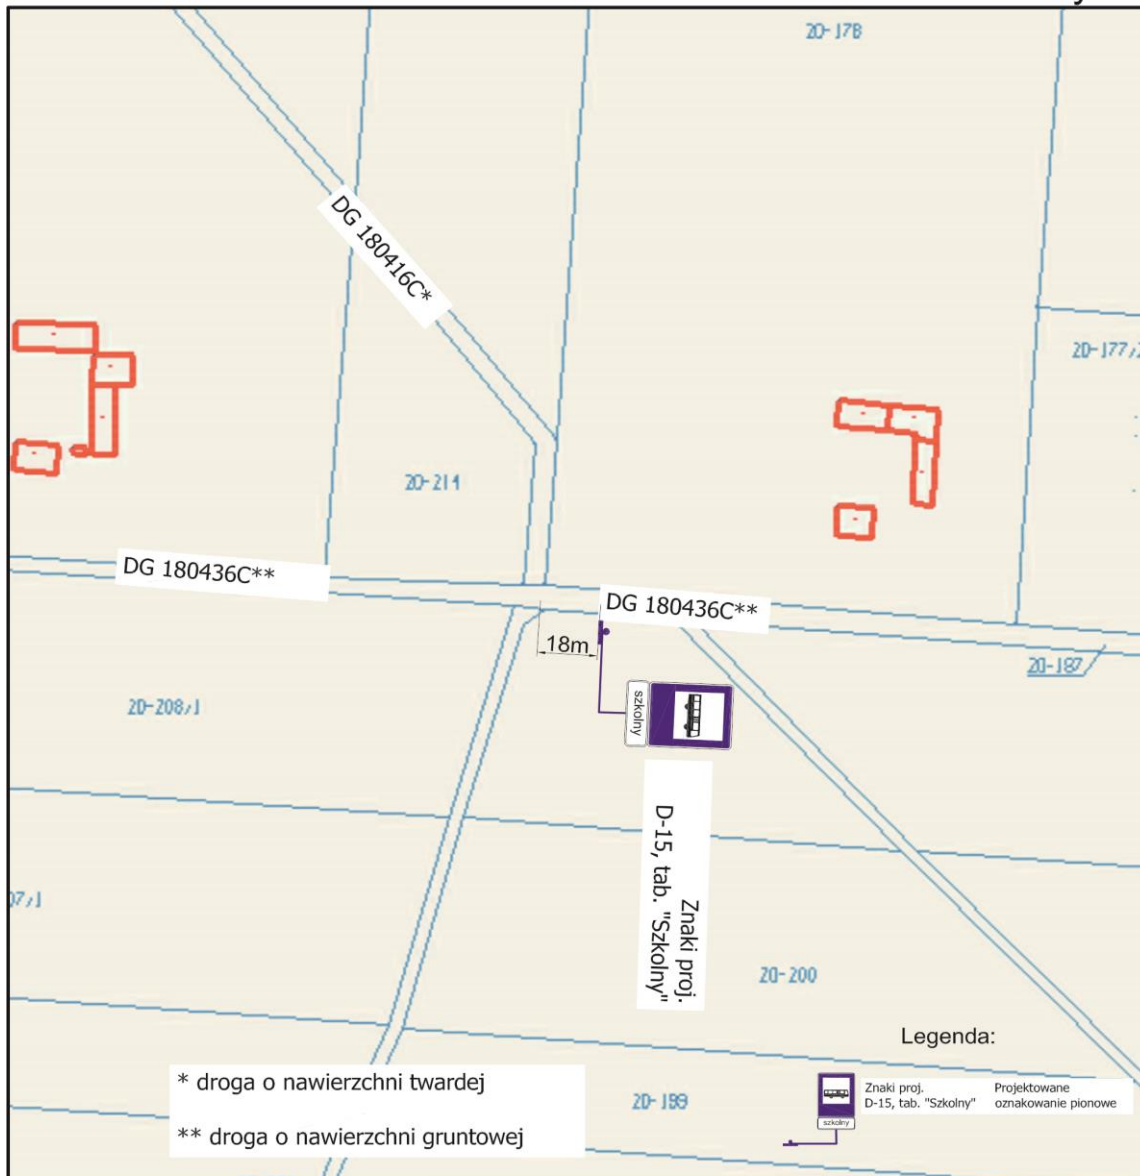 20-178
DG 180416C*
20-177/2
20-214
DG 180436C**
DG 180436C**
18m
20-187
szkolny
20-208/1
Znaki proj.
D-15, tab. "Szkolny"
07/1
20-200
Legenda:
* droga o nawierzchni twardej
** droga o nawierzchni gruntowej
20-199
Znaki proj.
D-15, tab. "Szkolny"
Projektowane
oznakowanie pionowe
szkolny